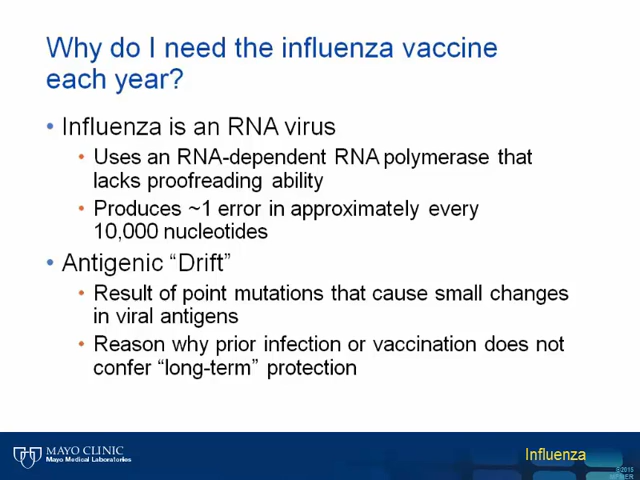 Why do I need the influenza vaccine
each year?
• Influenza is an RNA virus
• Uses an RNA-dependent RNA polymerase that
lacks proofreading ability
• Produces ~1 error in approximately every
10,000 nucleotides
• Antigenic “Drift”
• Result of point mutations that cause small changes
in viral antigens
• Reason why prior infection or vaccination does not
confer “long-term” protection
MAYO CLINIC
Mayo Medical Laboratories
Influenza
©2015
MFMER